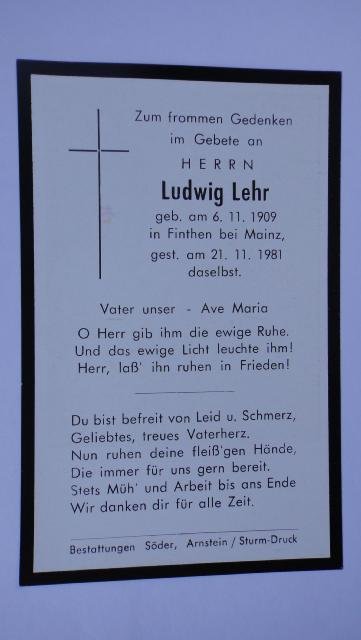 Zum frommen Gedenken
im Gebete an
HERRN
Ludwig Lehr
geb. am 6. 11. 1909
in Finthen bei Mainz,
gest. am 21. 11. 1981
daselbst.
Vater unser - Ave Maria
O Herr gib ihm die ewige Ruhe.
Und das ewige Licht leuchte ihm!
Herr, laß' ihn ruhen in Frieden!
Du bist befreit von Leid u. Schmerz,
Geliebtes, treues Vaterherz.
Nun ruhen deine fleiß'gen Hände,
Die immer für uns gern bereit.
Stets Müh' und Arbeit bis ans Ende
Wir danken dir für alle Zeit.
Bestattungen Söder, Arnstein / Sturm-Druck